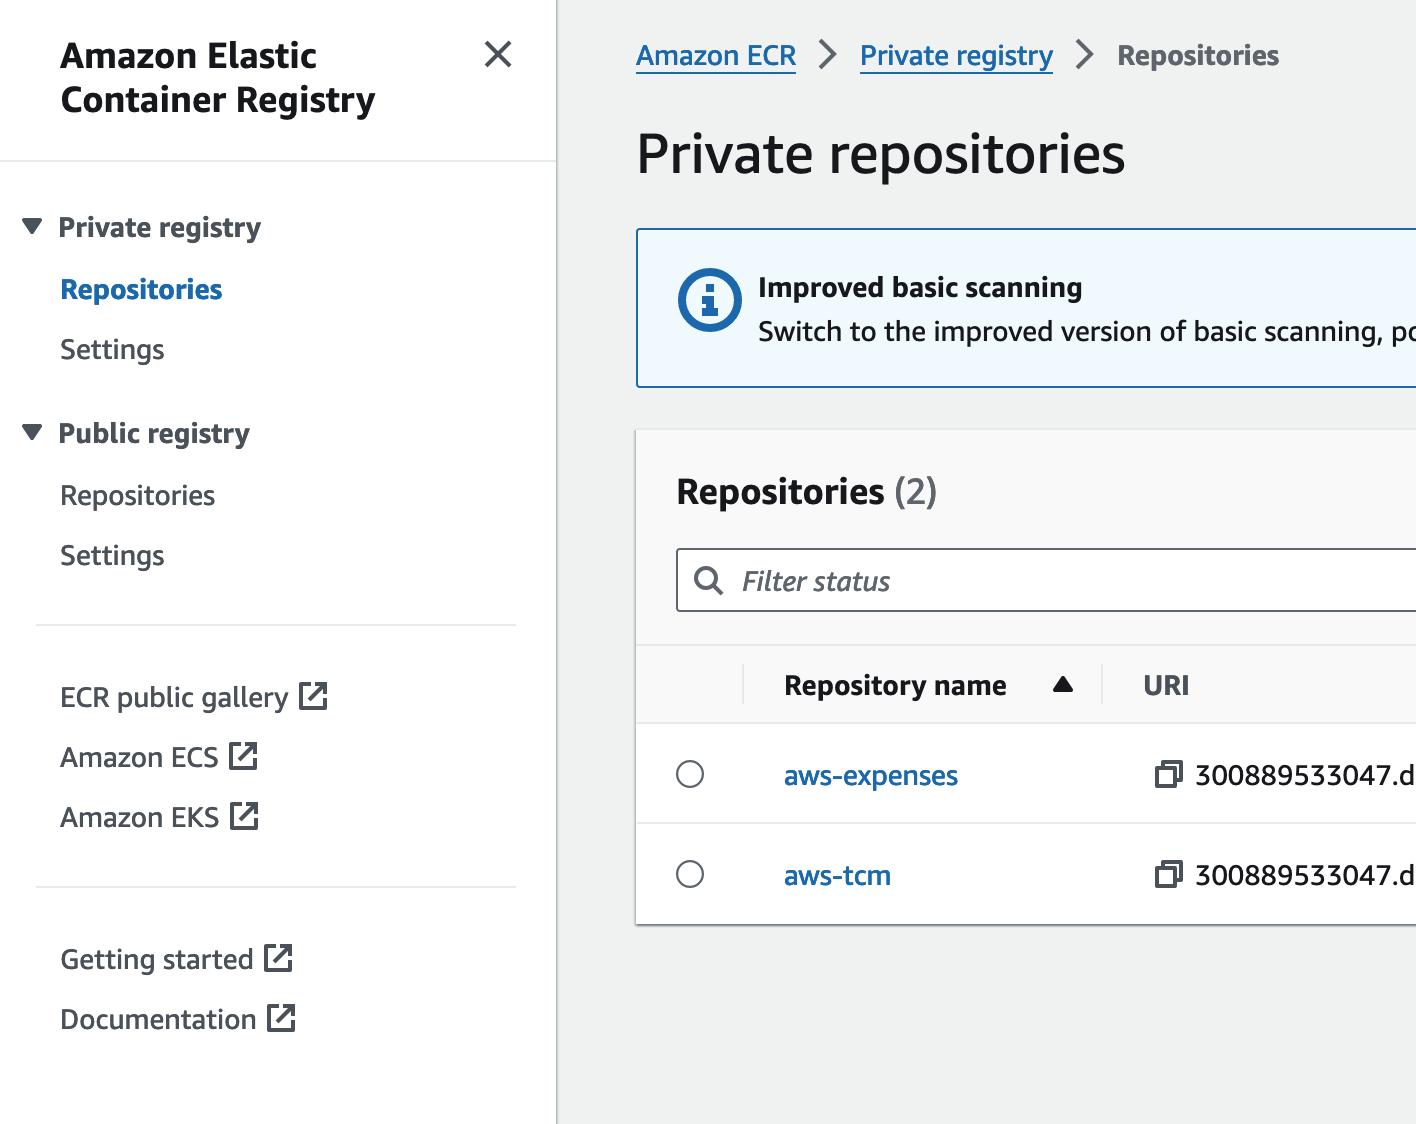 Amazon Elastic
Container Registry
Private registry
Repositories
Settings
Public registry
Repositories
Settings
ECR public gallery
Amazon ECS
Amazon EKS
Getting started
Documentation
Amazon ECR > Private registry > Repositories
Private repositories
Improved basic scanning
Switch to the improved version of basic scanning, po
Repositories (2)
Filter status
Repository name URI
aws-expenses 300889533047.d
aws-tcm 300889533047.d